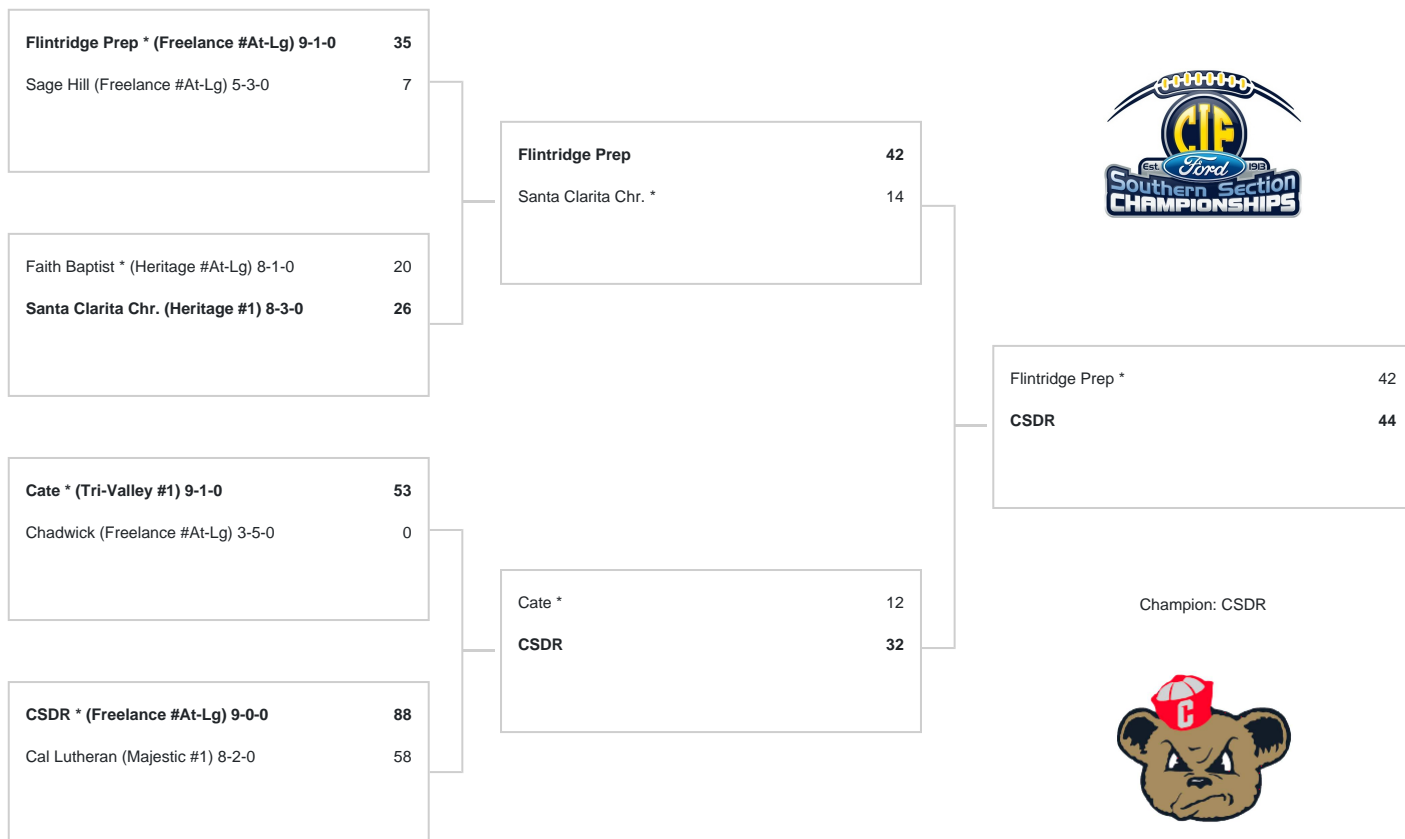 Flintridge Prep * (Freelance #At-Lg) 9-1-0 35
Sage Hill (Freelance #At-Lg) 5-3-0 7
Faith Baptist * (Heritage #At-Lg) 8-1-0 20
Santa Clarita Chr. (Heritage #1) 8-3-0 26
Cate * (Tri-Valley #1) 9-1-0 53
Chadwick (Freelance #At-Lg) 3-5-0 0
CSDR * (Freelance #At-Lg) 9-0-0 88
Cal Lutheran (Majestic #1) 8-2-0 58
Flintridge Prep 42
Santa Clarita Chr. * 14
Cate * 12
CSDR 32
CIF
Est. Ford 1913
Southern Section
CHAMPIONSHIPS
Flintridge Prep * 42
CSDR 44
Champion: CSDR
C